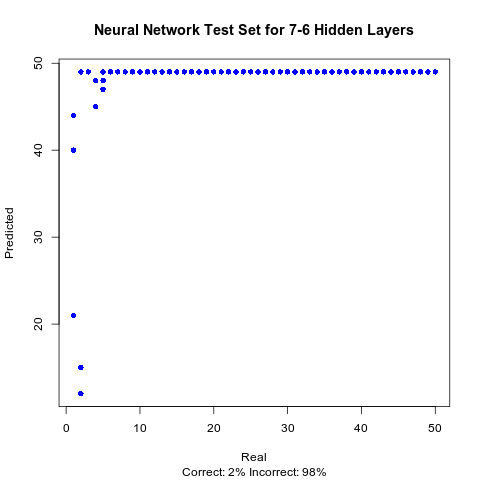 Neural Network Test Set for 7-6 Hidden Layers
Predicted
50
40
30
20
0 10 20 30 40 50
Real
Correct: 2% Incorrect: 98%